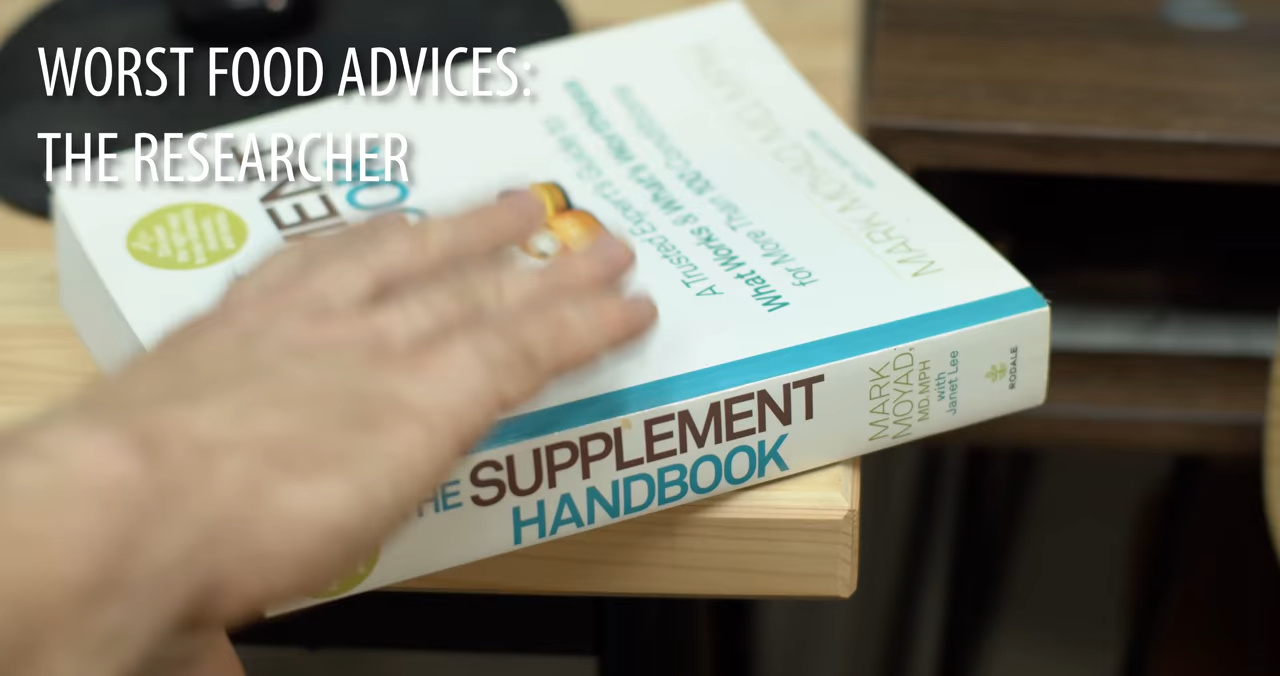 WORST FOOD ADVICES:
THE RESEARCHER
A Trusted Expert's Guide to
What Works & What's Worthless
for More Than 100 Conditions
MARK MOYAD, MD, MPH
THE SUPPLEMENT
HANDBOOK
MARK
MOYAD,
MD, MPH
with
Janet Lee
RODALE